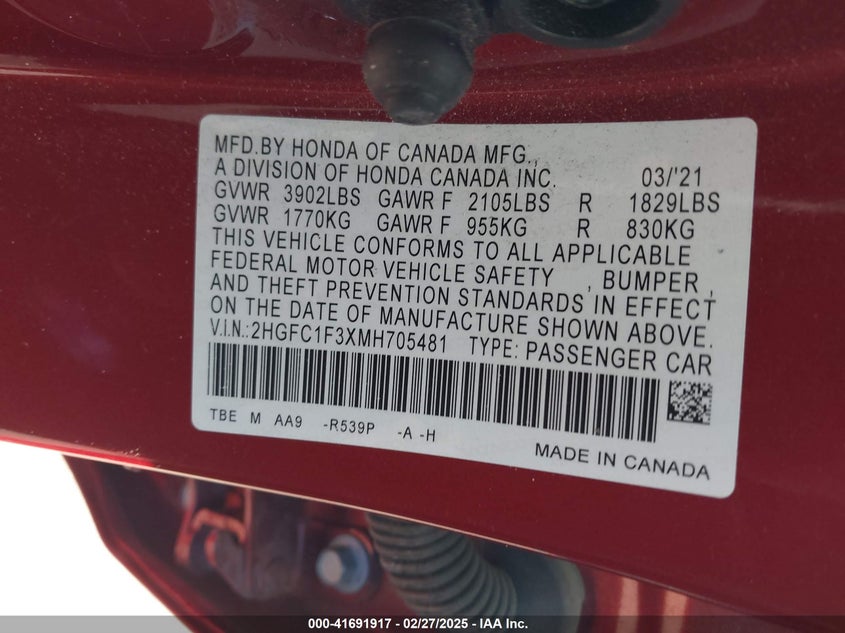 MFD.BY HONDA OF CANADA MFG.,
A DIVISION OF HONDA CANADA INC. 03/'21
GVWR 3902LBS GAWR F 2105LBS R 1829LBS
GVWR 1770KG GAWR F 955KG R 830KG
THIS VEHICLE CONFORMS TO ALL APPLICABLE
FEDERAL MOTOR VEHICLE SAFETY , BUMPER ,
AND THEFT PREVENTION STANDARDS IN EFFECT
ON THE DATE OF MANUFACTURE SHOWN ABOVE.
V.I.N.:2HGFC1F3XMH705481 TYPE: PASSENGER CAR
TBE M AA9 -R539P -A -H
MADE IN CANADA
000-41691917 — 02/27/2025 — IAA Inc.